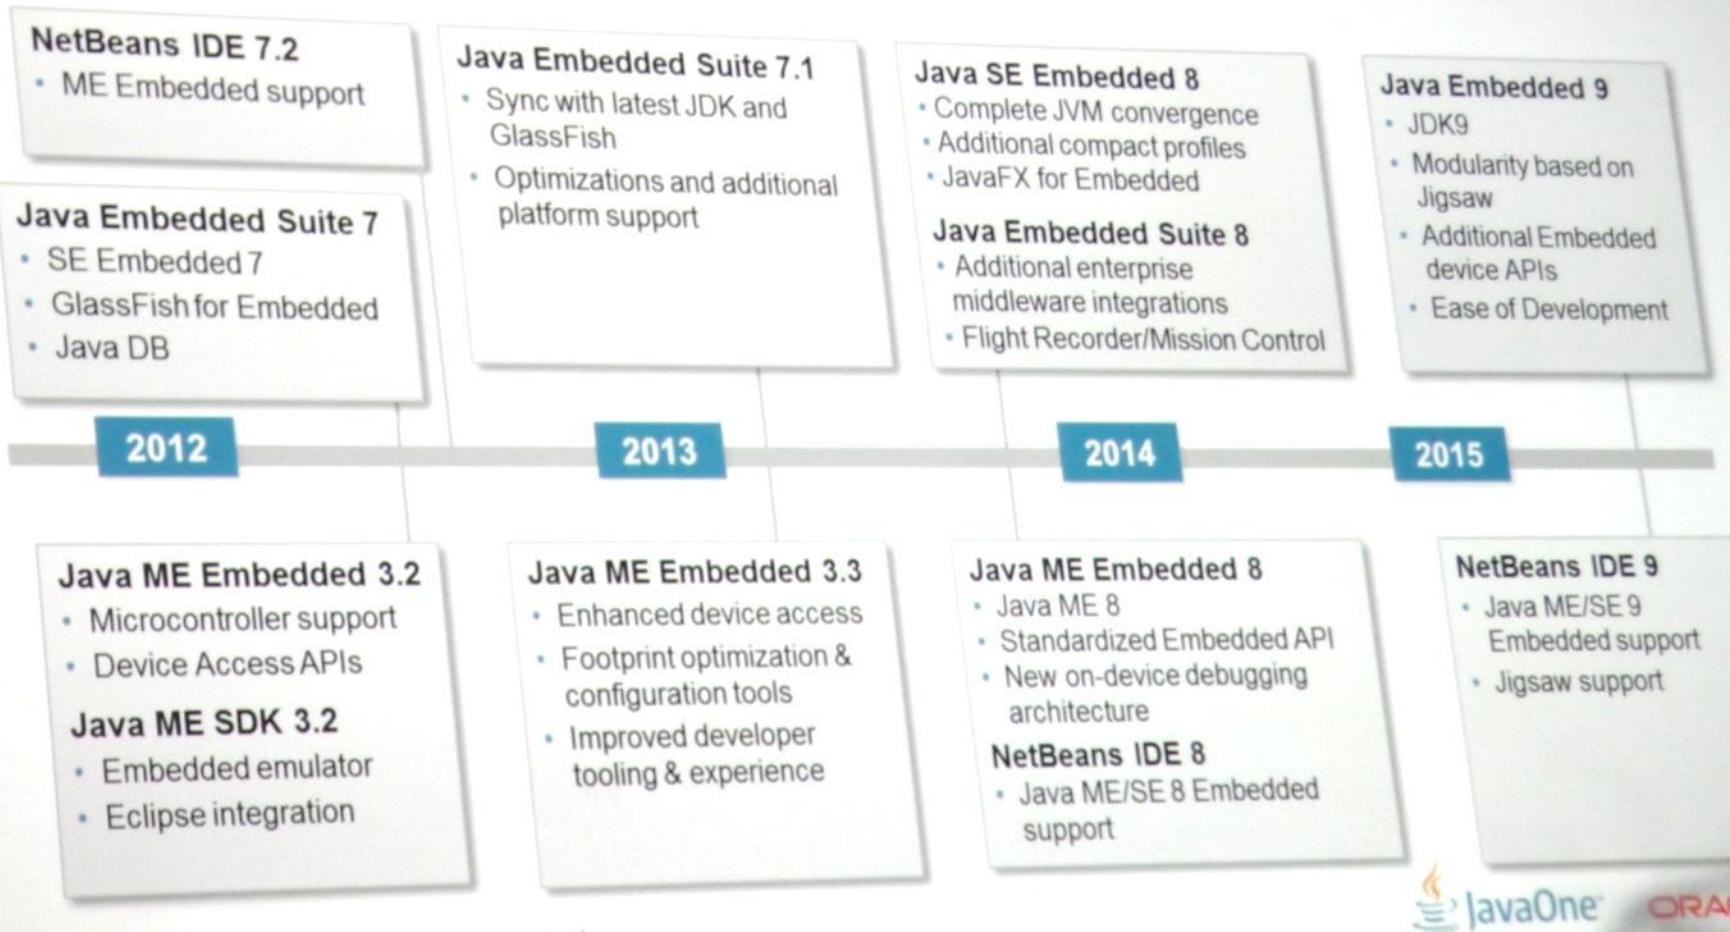 NetBeans IDE 7.2
• ME Embedded support
Java Embedded Suite 7
• SE Embedded 7
• GlassFish for Embedded
• Java DB
Java Embedded Suite 7.1
• Sync with latest JDK and
GlassFish
• Optimizations and additional
platform support
Java SE Embedded 8
• Complete JVM convergence
• Additional compact profiles
• JavaFX for Embedded
Java Embedded Suite 8
• Additional enterprise
middleware integrations
• Flight Recorder/Mission Control
Java Embedded 9
• JDK9
• Modularity based on
Jigsaw
• Additional Embedded
device APIs
• Ease of Development
2012
2013
2014
2015
Java ME Embedded 3.2
• Microcontroller support
• Device Access APIs
Java ME SDK 3.2
• Embedded emulator
• Eclipse integration
Java ME Embedded 3.3
• Enhanced device access
• Footprint optimization &
configuration tools
• Improved developer
tooling & experience
Java ME Embedded 8
• Java ME 8
• Standardized Embedded API
• New on-device debugging
architecture
NetBeans IDE 8
• Java ME/SE 8 Embedded
support
NetBeans IDE 9
• Java ME/SE 9
Embedded support
• Jigsaw support
JavaOne